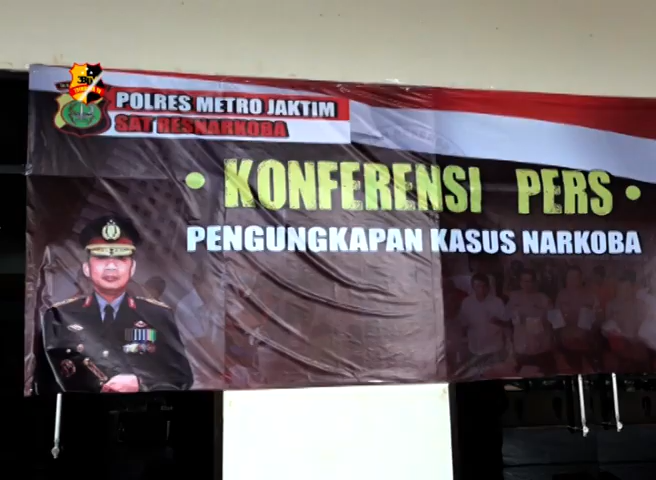 POLRES METRO JAKTIM
SAT RESNARKOBA
• KONFERENSI PERS •
PENGUNGKAPAN KASUS NARKOBA